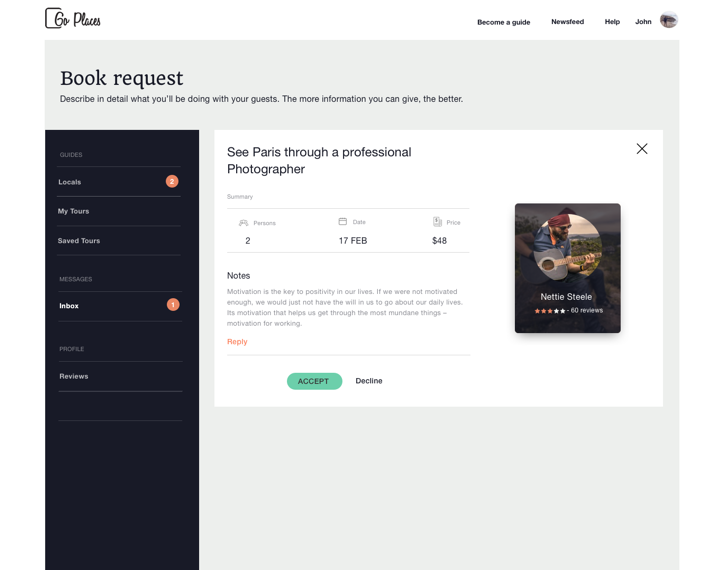 Go Places
Become a guide
Newsfeed
Help
John
Book request
Describe in detail what you'll be doing with your guests. The more information you can give, the better.
GUIDES
Locals
2
My Tours
Saved Tours
MESSAGES
Inbox
1
PROFILE
Reviews
See Paris through a professional
Photographer
Summary
Persons
Date
Price
2
17 FEB
$48
Notes
Motivation is the key to positivity in our lives. If we were not motivated
enough, we would just not have the will in us to go about our daily lives.
Its motivation that helps us get through the most mundane things –
motivation for working.
Reply
ACCEPT
Decline
Nettie Steele
- 60 reviews